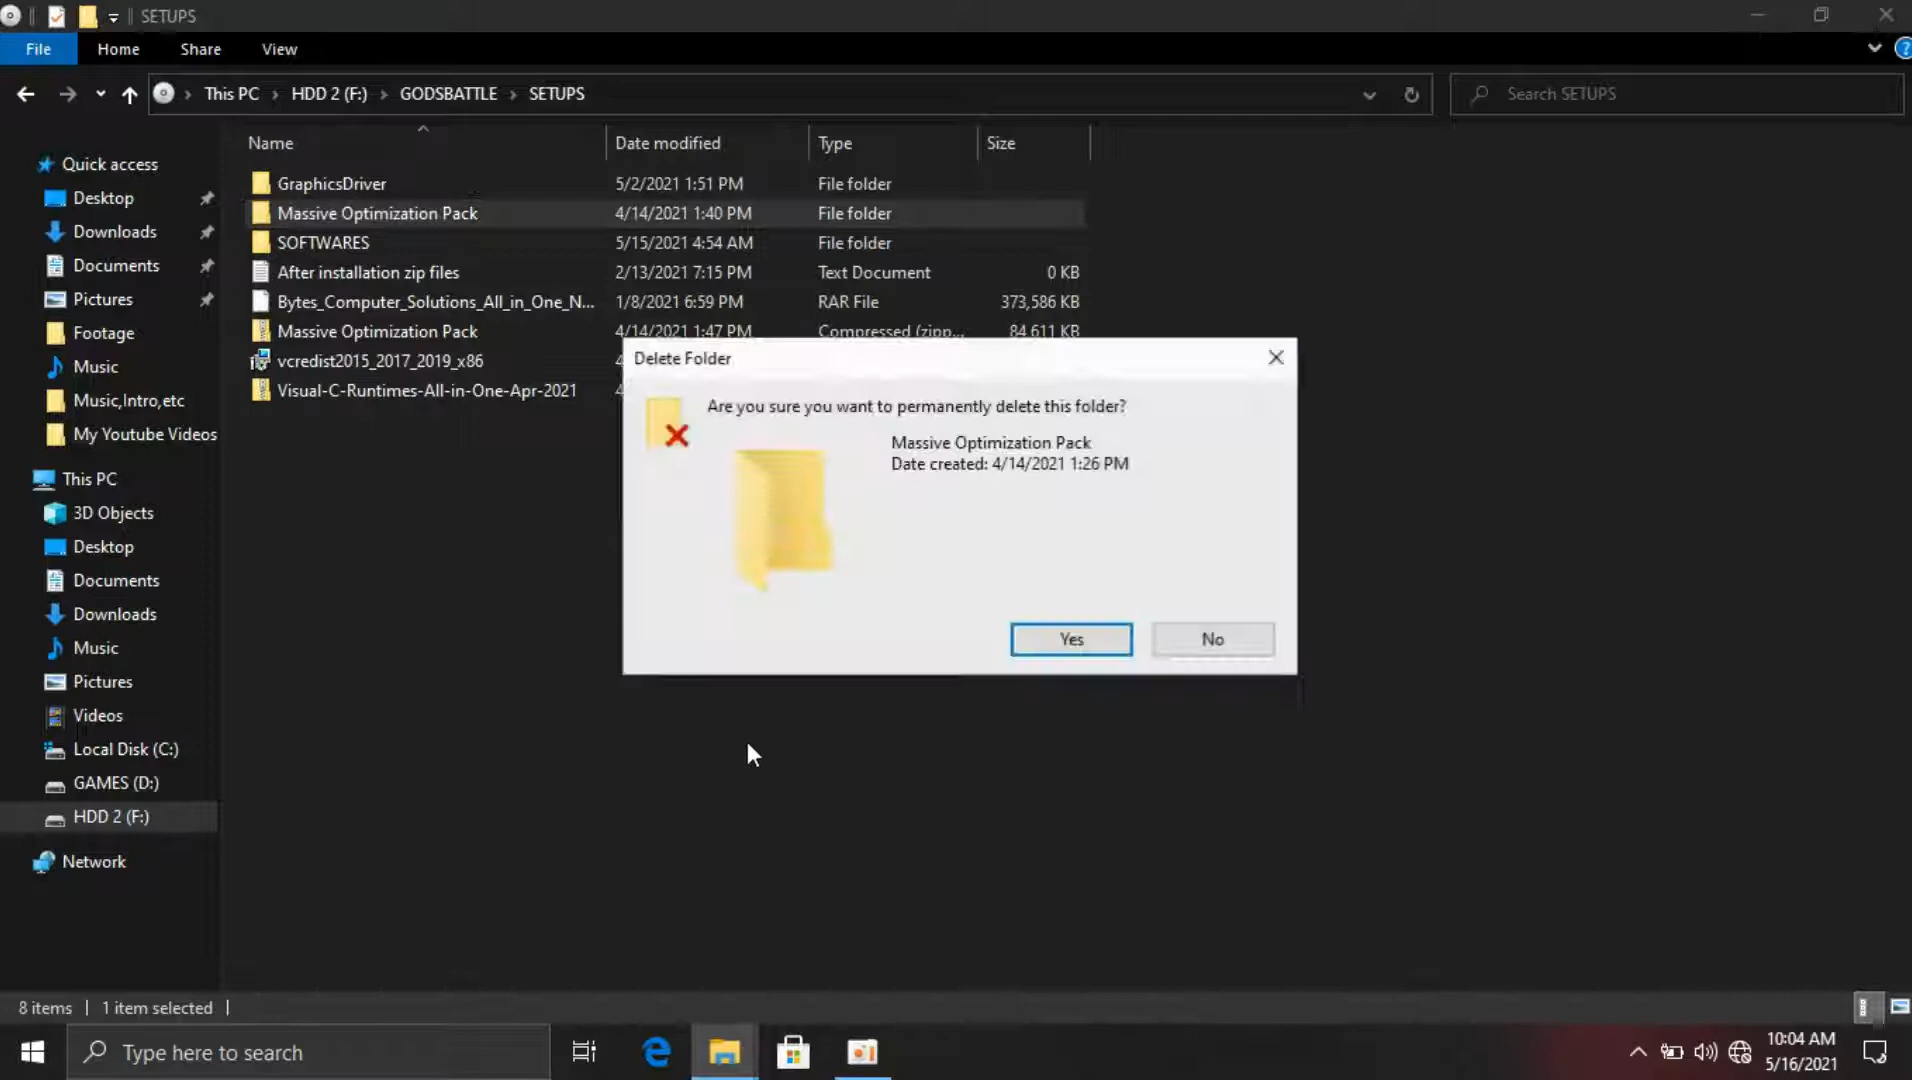 SETUPS
File Home Share View
This PC HDD 2 (F:) GODSBATTLE SETUPS
Search SETUPS
Name Date modified Type Size
GraphicsDriver 5/2/2021 1:51 PM File folder
Massive Optimization Pack 4/14/2021 1:40 PM File folder
SOFTWARES 5/15/2021 4:54 AM File folder
After installation zip files 2/13/2021 7:15 PM Text Document 0 KB
Bytes_Computer_Solutions_All_in_One_N... 1/8/2021 6:59 PM RAR File 373,586 KB
Massive Optimization Pack 4/14/2021 1:47 PM Compressed (zipp... 84,611 KB
vcredist2015_2017_2019_x86 4
Visual-C-Runtimes-All-in-One-Apr-2021 4
Quick access
Desktop
Downloads
Documents
Pictures
Footage
Music
Music,Intro,etc
My Youtube Videos
This PC
3D Objects
Desktop
Documents
Downloads
Music
Pictures
Videos
Local Disk (C:)
GAMES (D:)
HDD 2 (F:)
Network
Delete Folder
Are you sure you want to permanently delete this folder?
Massive Optimization Pack
Date created: 4/14/2021 1:26 PM
Yes No
8 items 1 item selected
Type here to search
10:04 AM
5/16/2021